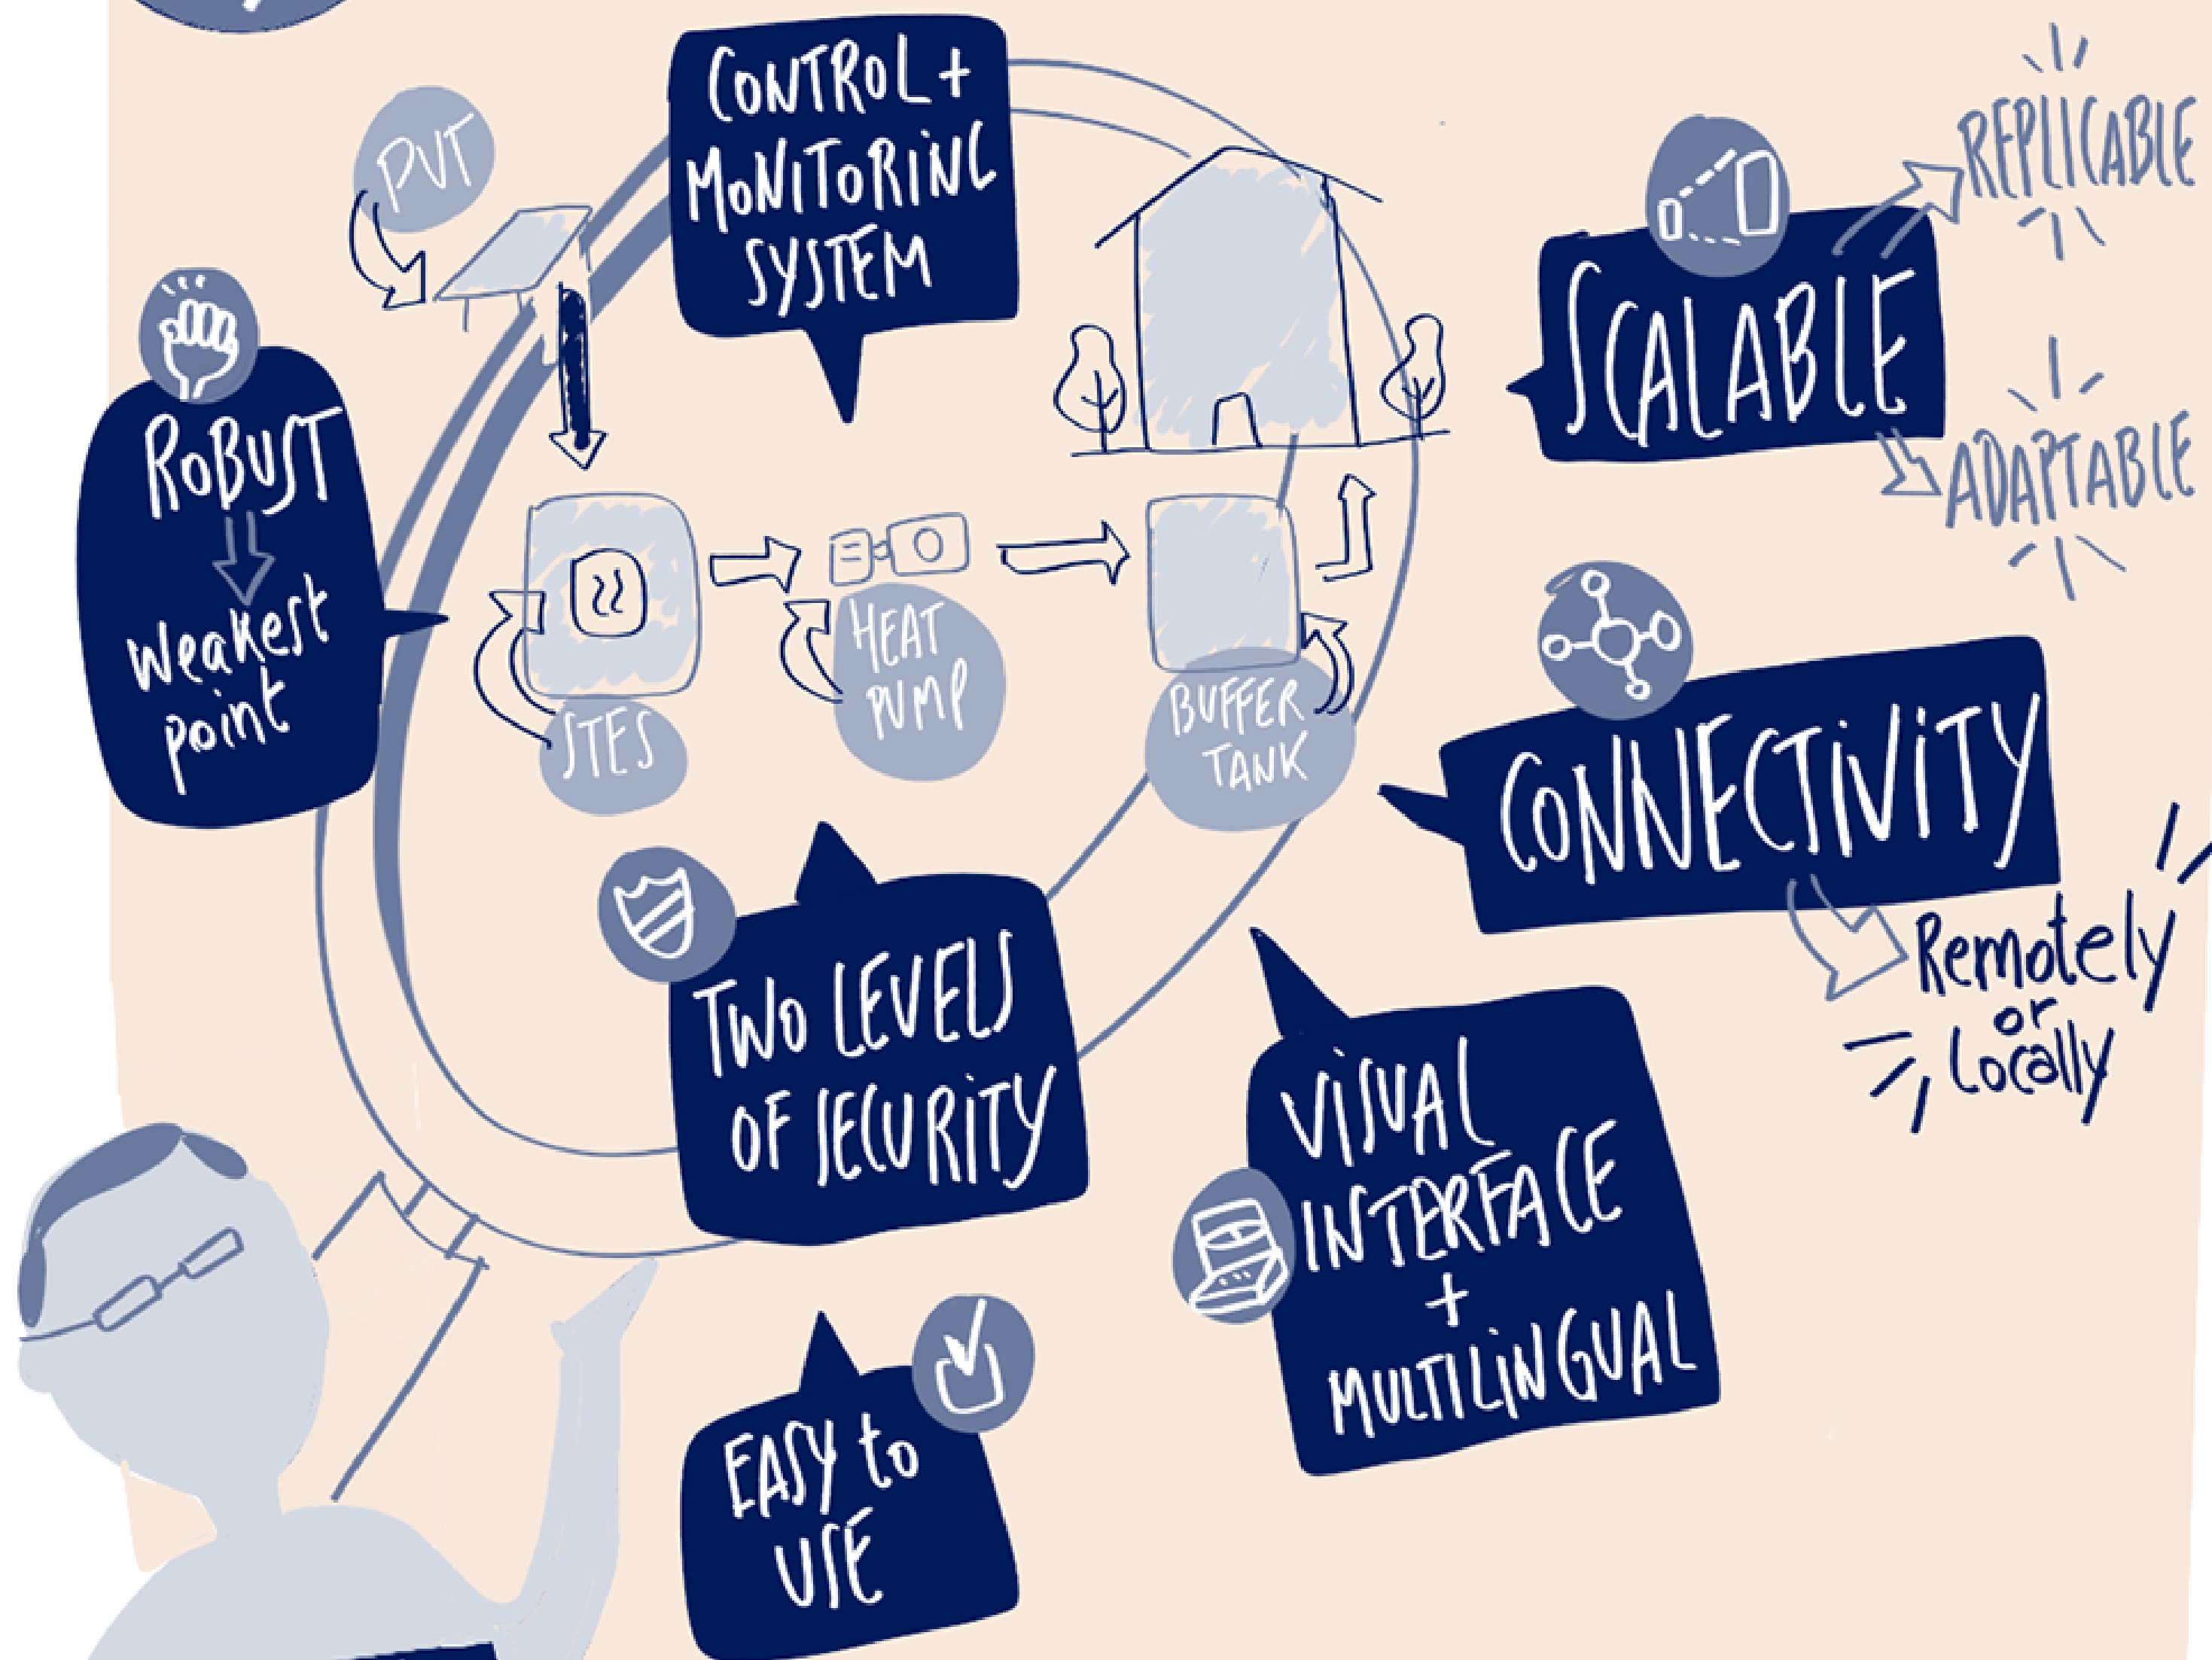 CONTROL +
MONITORING
SYSTEM
PVT
ROBUST
Weakest
point
STES
HEAT
PUMP
BUFFER
TANK
SCALABLE
REPLICABLE
ADAPTABLE
CONNECTIVITY
Remotely
or
Locally
TWO LEVELS
OF SECURITY
VISUAL
INTERFACE
+
MULTILINGUAL
EASY to
USE